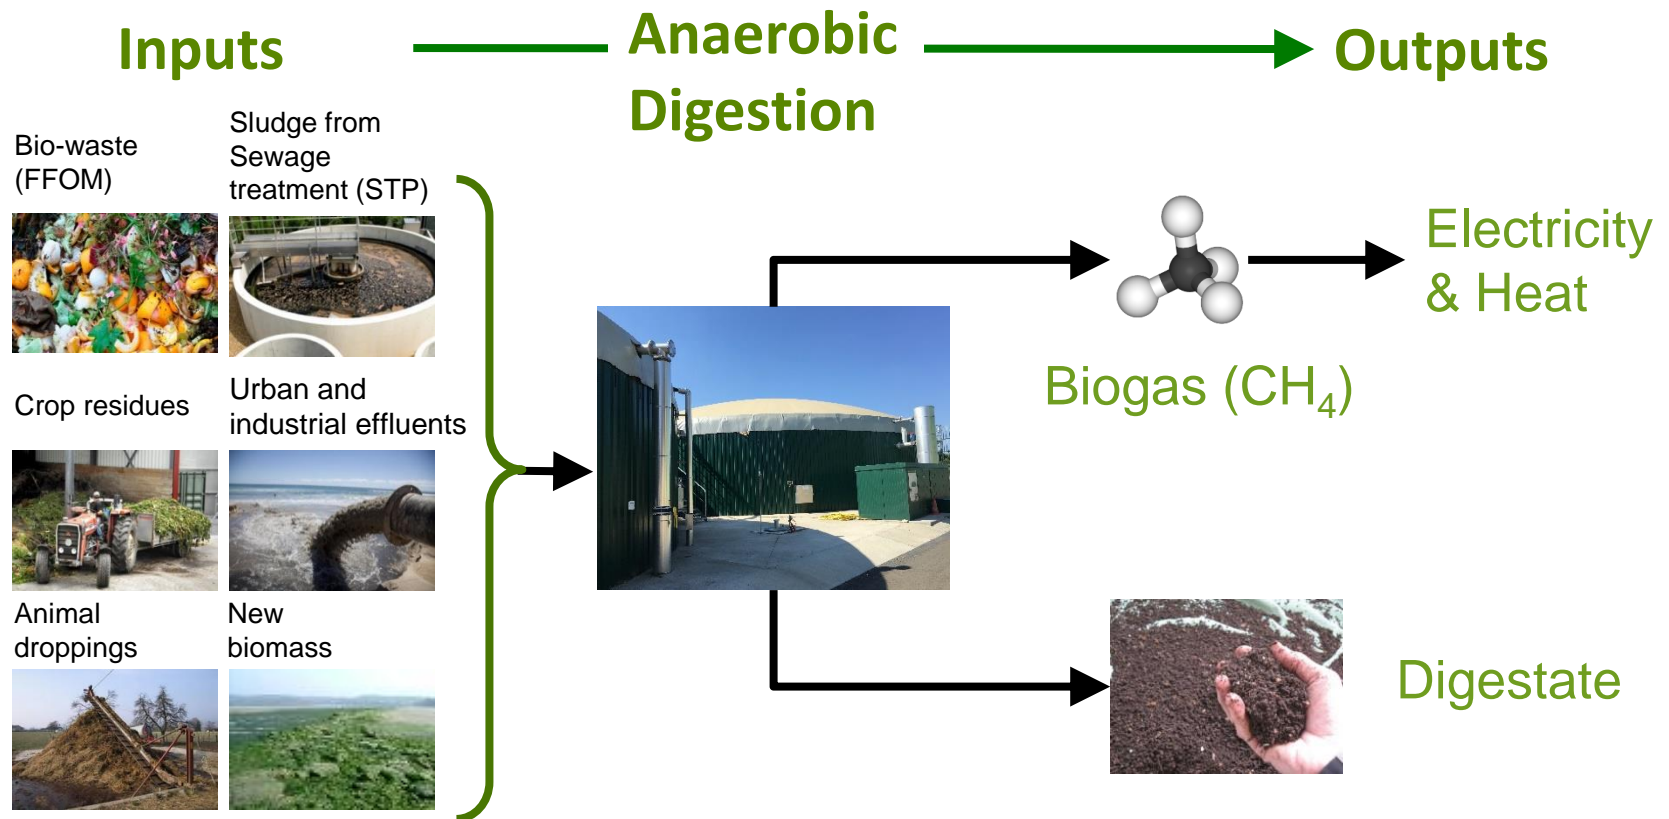 Inputs
Anaerobic
Digestion
Outputs
Bio-waste
(FFOM)
Sludge from
Sewage
treatment (STP)
Crop residues
Urban and
industrial effluents
Animal
droppings
New
biomass
Biogas (CH₄)
Electricity
& Heat
Digestate